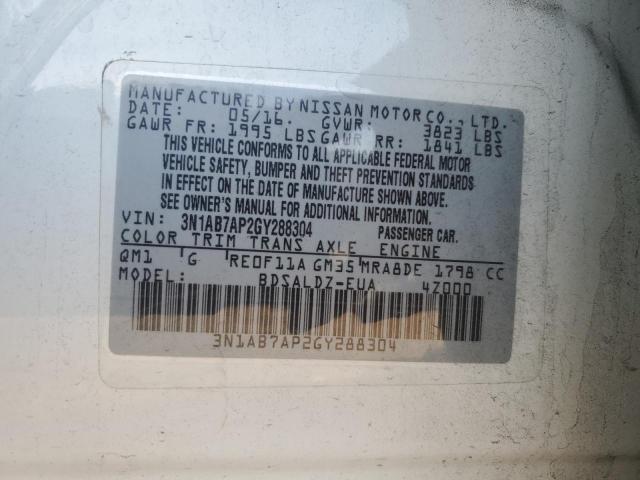 MANUFACTURED BY NISSAN MOTOR CO., LTD.
DATE: 05/16. GVWR: 3823 LBS
GAWR FR: 1995 LBS GAWR RR: 1841 LBS
THIS VEHICLE CONFORMS TO ALL APPLICABLE FEDERAL MOTOR
VEHICLE SAFETY, BUMPER AND THEFT PREVENTION STANDARDS
IN EFFECT ON THE DATE OF MANUFACTURE SHOWN ABOVE.
SEE OWNER'S MANUAL FOR ADDITIONAL INFORMATION.
VIN: 3N1AB7AP2GY288304 PASSENGER CAR.
COLOR TRIM TRANS AXLE ENGINE
QM1 'G 'RE0F11A GM35'MRA8DE 1798 CC
MODEL: BDSALDZ-EUA 4Z000
3N1AB7AP2GY288304